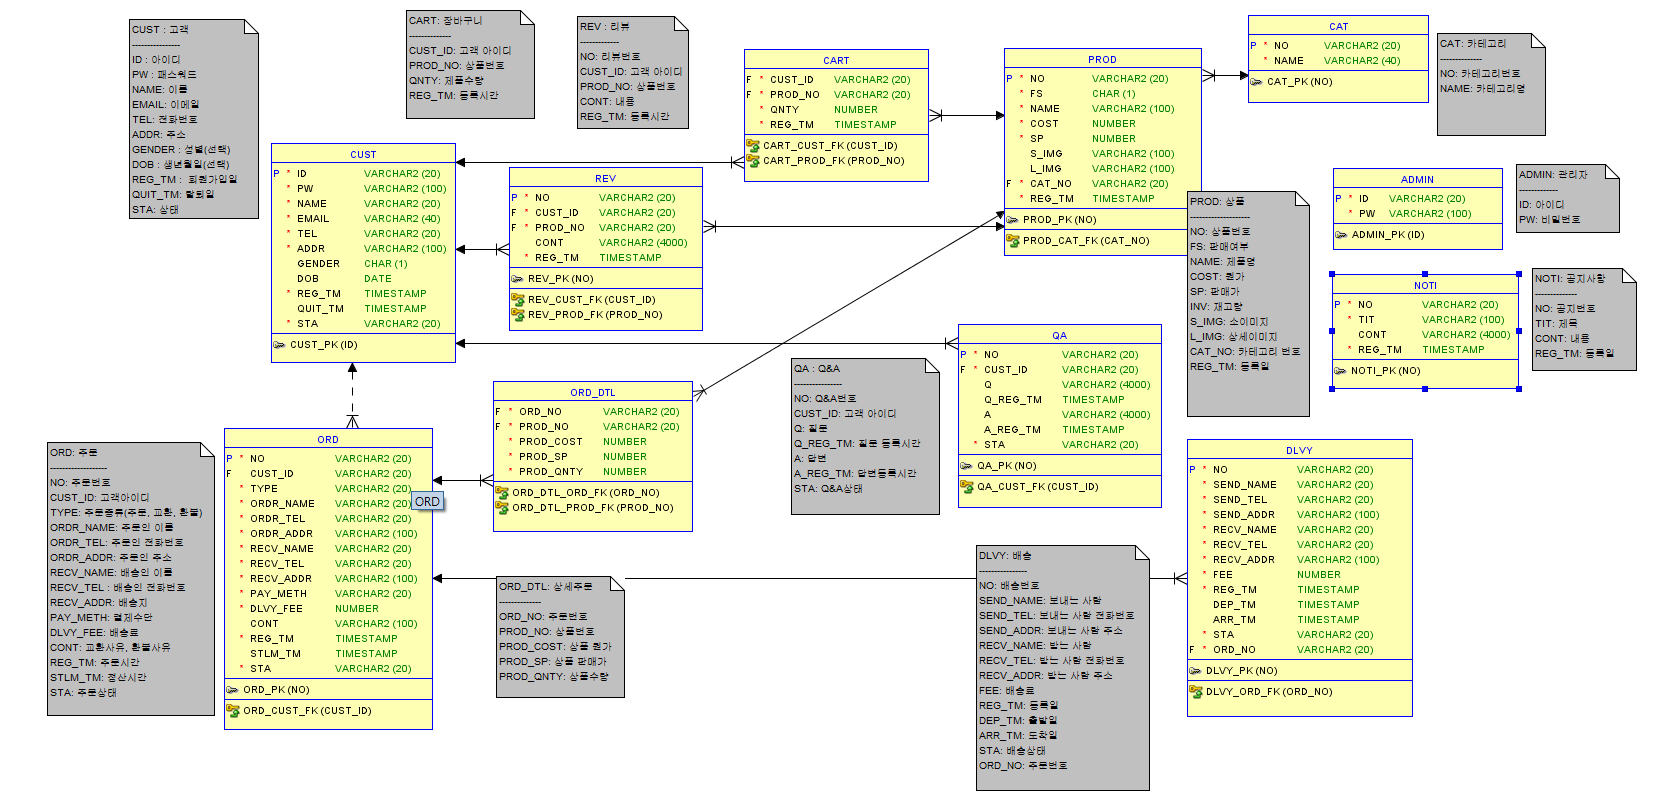 CUST : 고객
----------------
ID : 아이디
PW : 패스워드
NAME: 이름
EMAIL: 이메일
TEL: 전화번호
ADDR: 주소
GENDER : 성별(선택)
DOB : 생년월일(선택)
REG_TM : 회원가입일
QUIT_TM: 탈퇴일
STA: 상태
CART: 장바구니
--------------
CUST_ID: 고객 아이디
PROD_NO: 상품번호
QNTY: 제품수량
REG_TM: 등록시간
REV : 리뷰
-------------
NO: 리뷰번호
CUST_ID: 고객 아이디
PROD_NO: 상품번호
CONT: 내용
REG_TM: 등록시간
CART
F * CUST_ID VARCHAR2 (20)
F * PROD_NO VARCHAR2 (20)
* QNTY NUMBER
* REG_TM TIMESTAMP
CART_CUST_FK (CUST_ID)
CART_PROD_FK (PROD_NO)
PROD
P * NO VARCHAR2 (20)
* FS CHAR (1)
* NAME VARCHAR2 (100)
* COST NUMBER
* SP NUMBER
S_IMG VARCHAR2 (100)
L_IMG VARCHAR2 (100)
F * CAT_NO VARCHAR2 (20)
* REG_TM TIMESTAMP
PROD_PK (NO)
PROD_CAT_FK (CAT_NO)
CAT
P * NO VARCHAR2 (20)
* NAME VARCHAR2 (40)
CAT_PK (NO)
CAT: 카테고리
--------------
NO: 카테고리번호
NAME: 카테고리명
CUST
P * ID VARCHAR2 (20)
* PW VARCHAR2 (100)
* NAME VARCHAR2 (20)
* EMAIL VARCHAR2 (40)
* TEL VARCHAR2 (20)
* ADDR VARCHAR2 (100)
GENDER CHAR (1)
DOB DATE
* REG_TM TIMESTAMP
QUIT_TM TIMESTAMP
* STA VARCHAR2 (20)
CUST_PK (ID)
REV
P * NO VARCHAR2 (20)
F * CUST_ID VARCHAR2 (20)
F * PROD_NO VARCHAR2 (20)
CONT VARCHAR2 (4000)
* REG_TM TIMESTAMP
REV_PK (NO)
REV_CUST_FK (CUST_ID)
REV_PROD_FK (PROD_NO)
PROD: 상품
--------------------
NO: 상품번호
FS: 판매여부
NAME: 제품명
COST: 원가
SP: 판매가
INV: 재고량
S_IMG: 소이미지
L_IMG: 상세이미지
CAT_NO: 카테고리 번호
REG_TM: 등록일
ADMIN
P * ID VARCHAR2 (20)
* PW VARCHAR2 (100)
ADMIN_PK (ID)
ADMIN: 관리자
-------------
ID: 아이디
PW: 비밀번호
NOTI
P * NO VARCHAR2 (20)
* TIT VARCHAR2 (100)
CONT VARCHAR2 (4000)
* REG_TM TIMESTAMP
NOTI_PK (NO)
NOTI: 공지사항
--------------
NO: 공지번호
TIT: 제목
CONT: 내용
REG_TM: 등록일
QA : Q&A
----------------
NO: Q&A번호
CUST_ID: 고객 아이디
Q: 질문
Q_REG_TM: 질문 등록시간
A: 답변
A_REG_TM: 답변등록시간
STA: Q&A상태
QA
P * NO VARCHAR2 (20)
F * CUST_ID VARCHAR2 (20)
Q VARCHAR2 (4000)
Q_REG_TM TIMESTAMP
A VARCHAR2 (4000)
A_REG_TM TIMESTAMP
* STA VARCHAR2 (20)
QA_PK (NO)
QA_CUST_FK (CUST_ID)
ORD_DTL
F * ORD_NO VARCHAR2 (20)
F * PROD_NO VARCHAR2 (20)
* PROD_COST NUMBER
* PROD_SP NUMBER
* PROD_QNTY NUMBER
ORD_DTL_ORD_FK (ORD_NO)
ORD_DTL_PROD_FK (PROD_NO)
ORD: 주문
-------------------
NO: 주문번호
CUST_ID: 고객아이디
TYPE: 주문종류(주문, 교환, 환불)
ORDR_NAME: 주문인 이름
ORDR_TEL: 주문인 전화번호
ORDR_ADDR: 주문인 주소
RECV_NAME: 배송인 이름
RECV_TEL : 배송인 전화번호
RECV_ADDR: 배송지
PAY_METH: 결제수단
DLVY_FEE: 배송료
CONT: 교환사유, 환불사유
REG_TM: 주문시간
STLM_TM: 정산시간
STA: 주문상태
ORD
P * NO VARCHAR2 (20)
F CUST_ID VARCHAR2 (20)
* TYPE VARCHAR2 (20)
* ORDR_NAME VARCHAR2 (20)
* ORDR_TEL VARCHAR2 (20)
* ORDR_ADDR VARCHAR2 (100)
* RECV_NAME VARCHAR2 (20)
* RECV_TEL VARCHAR2 (20)
* RECV_ADDR VARCHAR2 (100)
* PAY_METH VARCHAR2 (20)
* DLVY_FEE NUMBER
CONT VARCHAR2 (100)
* REG_TM TIMESTAMP
STLM_TM TIMESTAMP
* STA VARCHAR2 (20)
ORD_PK (NO)
ORD_CUST_FK (CUST_ID)
ORD
ORD_DTL: 상세주문
--------------
ORD_NO: 주문번호
PROD_NO: 상품번호
PROD_COST: 상품 원가
PROD_SP: 상품 판매가
PROD_QNTY: 상품수량
DLVY: 배송
----------------
NO: 배송번호
SEND_NAME: 보내는 사람
SEND_TEL: 보내는 사람 전화번호
SEND_ADDR: 보내는 사람 주소
RECV_NAME: 받는 사람
RECV_TEL: 받는 사람 전화번호
RECV_ADDR: 받는 사람 주소
FEE: 배송료
REG_TM: 등록일
DEP_TM: 출발일
ARR_TM: 도착일
STA: 배송상태
ORD_NO: 주문번호
DLVY
P * NO VARCHAR2 (20)
* SEND_NAME VARCHAR2 (20)
* SEND_TEL VARCHAR2 (20)
* SEND_ADDR VARCHAR2 (100)
* RECV_NAME VARCHAR2 (20)
* RECV_TEL VARCHAR2 (20)
* RECV_ADDR VARCHAR2 (100)
* FEE NUMBER
* REG_TM TIMESTAMP
DEP_TM TIMESTAMP
ARR_TM TIMESTAMP
* STA VARCHAR2 (20)
F * ORD_NO VARCHAR2 (20)
DLVY_PK (NO)
DLVY_ORD_FK (ORD_NO)